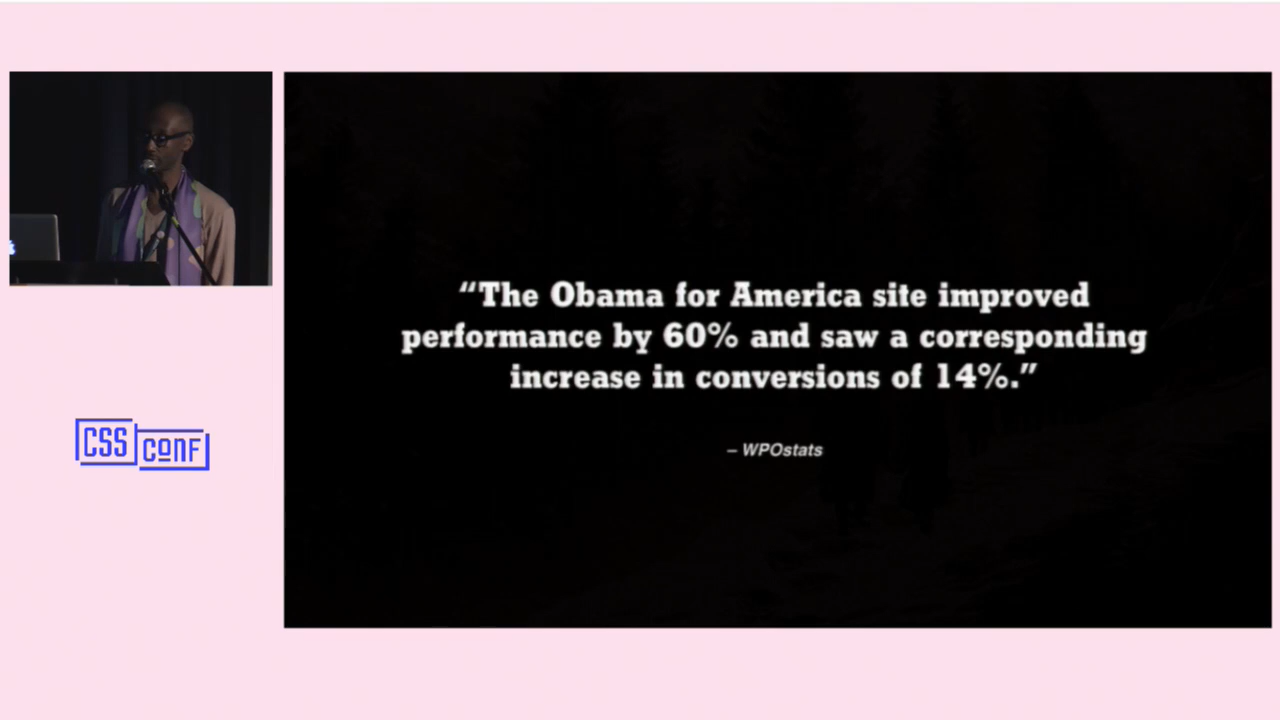 “The Obama for America site improved
performance by 60% and saw a corresponding
increase in conversions of 14%.”
– WPOstats
CSS
CONF